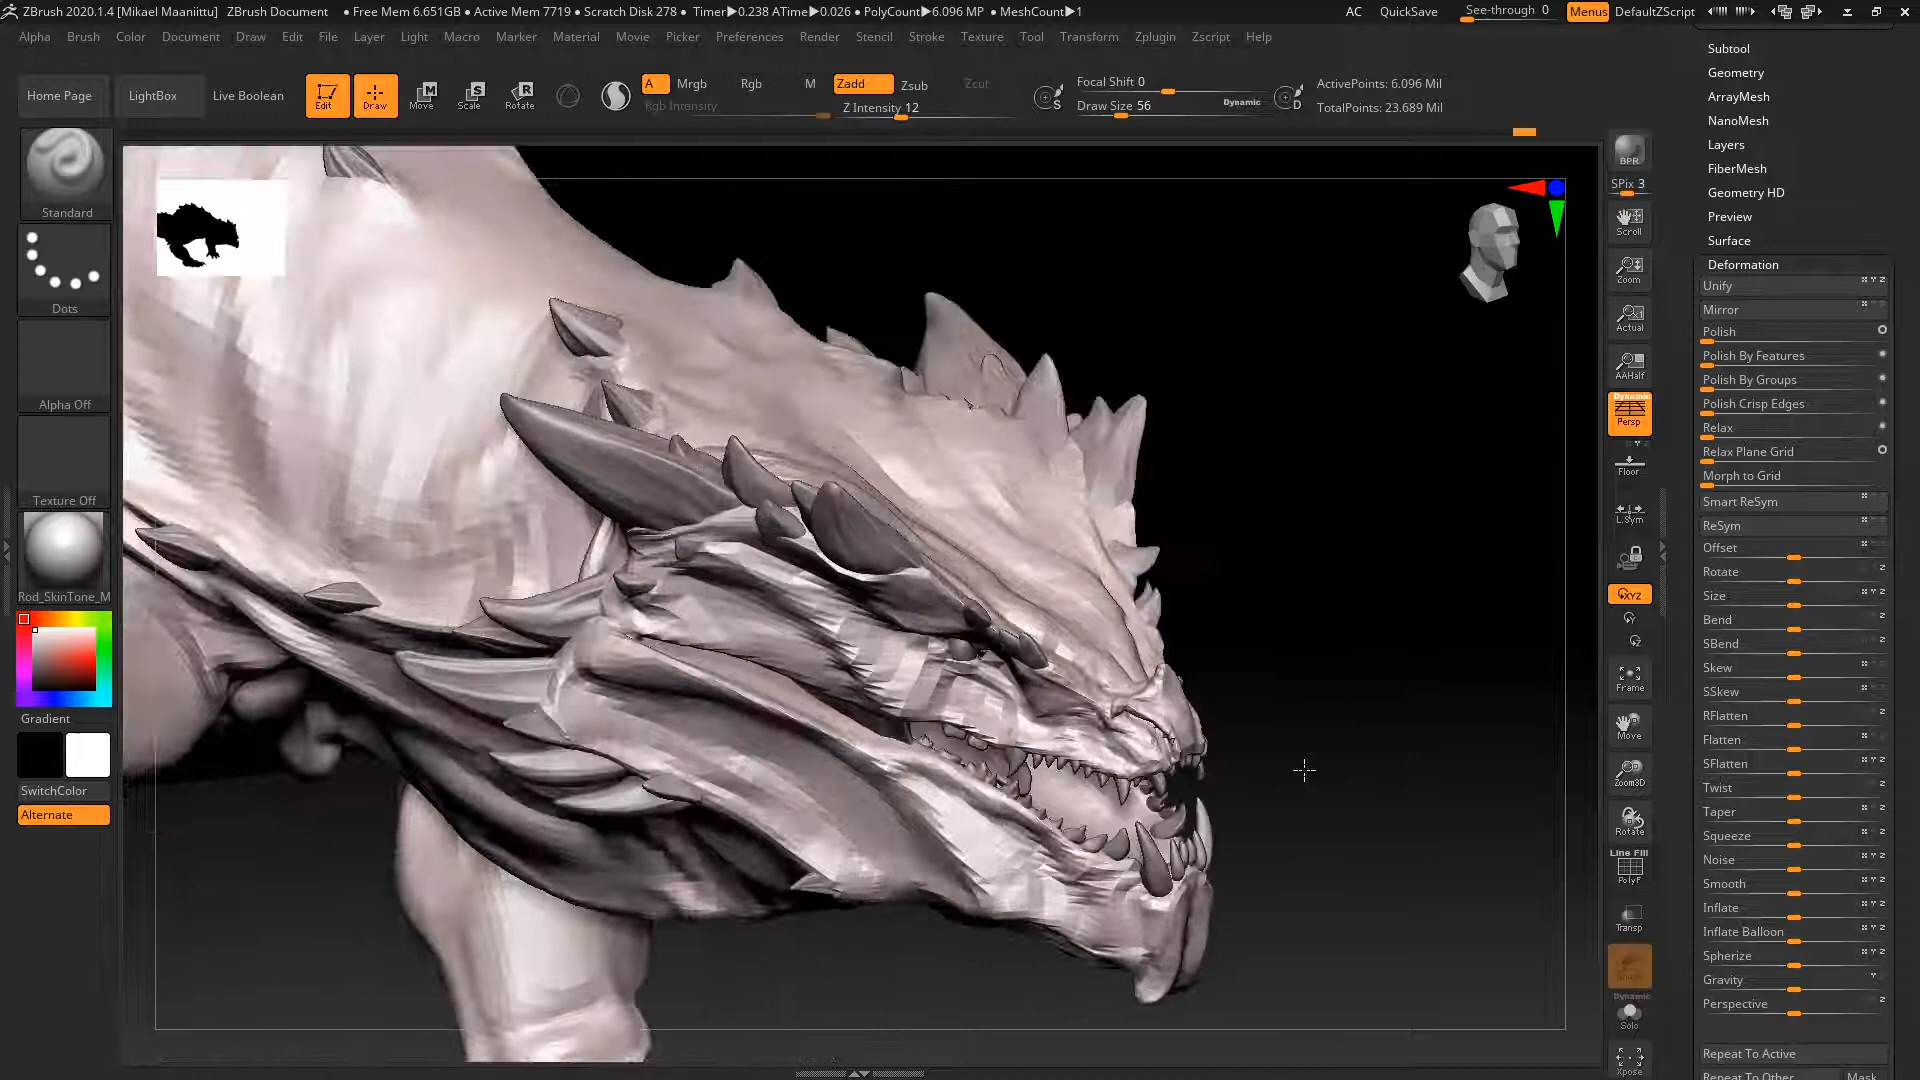 ZBrush 2020.1.4 [Mikael Maaniittu] ZBrush Document • Free Mem 6.651GB • Active Mem 7719 • Scratch Disk 278 • Timer▶0.238 ATime▶0.026 • PolyCount▶6.096 MP • MeshCount▶1 AC QuickSave See-through 0 Menus DefaultZScript
Alpha Brush Color Document Draw Edit File Layer Light Macro Marker Material Movie Picker Preferences Render Stencil Stroke Texture Tool Transform Zplugin Zscript Help
Home Page LightBox Live Boolean Edit Draw Move Scale Rotate
A Mrgb Rgb M Zadd Zsub Zcut
Rgb Intensity Z Intensity 12
S Focal Shift 0
Draw Size 56 Dynamic D
ActivePoints: 6.096 Mil
TotalPoints: 23.689 Mil
Standard
Dots
Alpha Off
Texture Off
Rod_SkinTone_M
Gradient
SwitchColor
Alternate
BPR
SPix 3
Scroll
Zoom
Actual
AAHalf
Dynamic
Persp
Floor
L.Sym
XYZ
Frame
Move
Zoom3D
Rotate
Line Fill
PolyF
Transp
Dynamic
Solo
Xpose
Subtool
Geometry
ArrayMesh
NanoMesh
Layers
FiberMesh
Geometry HD
Preview
Surface
Deformation
Unify
Mirror
Polish
Polish By Features
Polish By Groups
Polish Crisp Edges
Relax
Relax Plane Grid
Morph to Grid
Smart ReSym
ReSym
Offset
Rotate
Size
Bend
SBend
Skew
SSkew
RFlatten
Flatten
SFlatten
Twist
Taper
Squeeze
Noise
Smooth
Inflate
Inflate Balloon
Spherize
Gravity
Perspective
Repeat To Active
Repeat To Other Mask